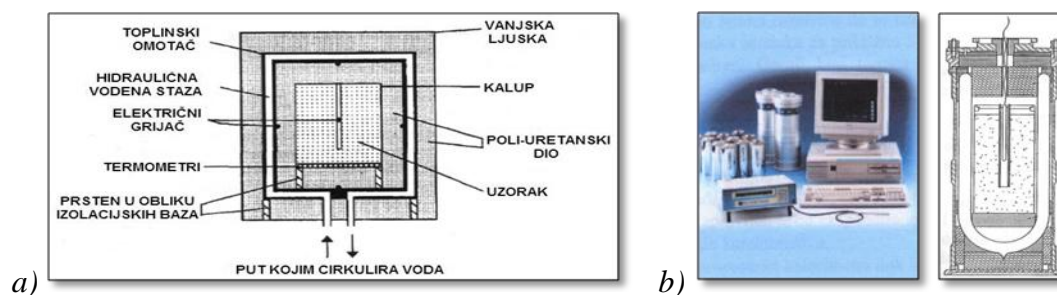 TOPLINSKI
OMOTAČ
HIDRAULIČNA
VODENA STAZA
ELEKTRIČNI
GRIJAČ
TERMOMETRI
PRSTEN U OBLIKU
IZOLACIJSKIH BAZA
VANJSKA
LJUSKA
KALUP
POLI-URETANSKI
DIO
UZORAK
PUT KOJIM CIRKULIRA VODA
a)
b)